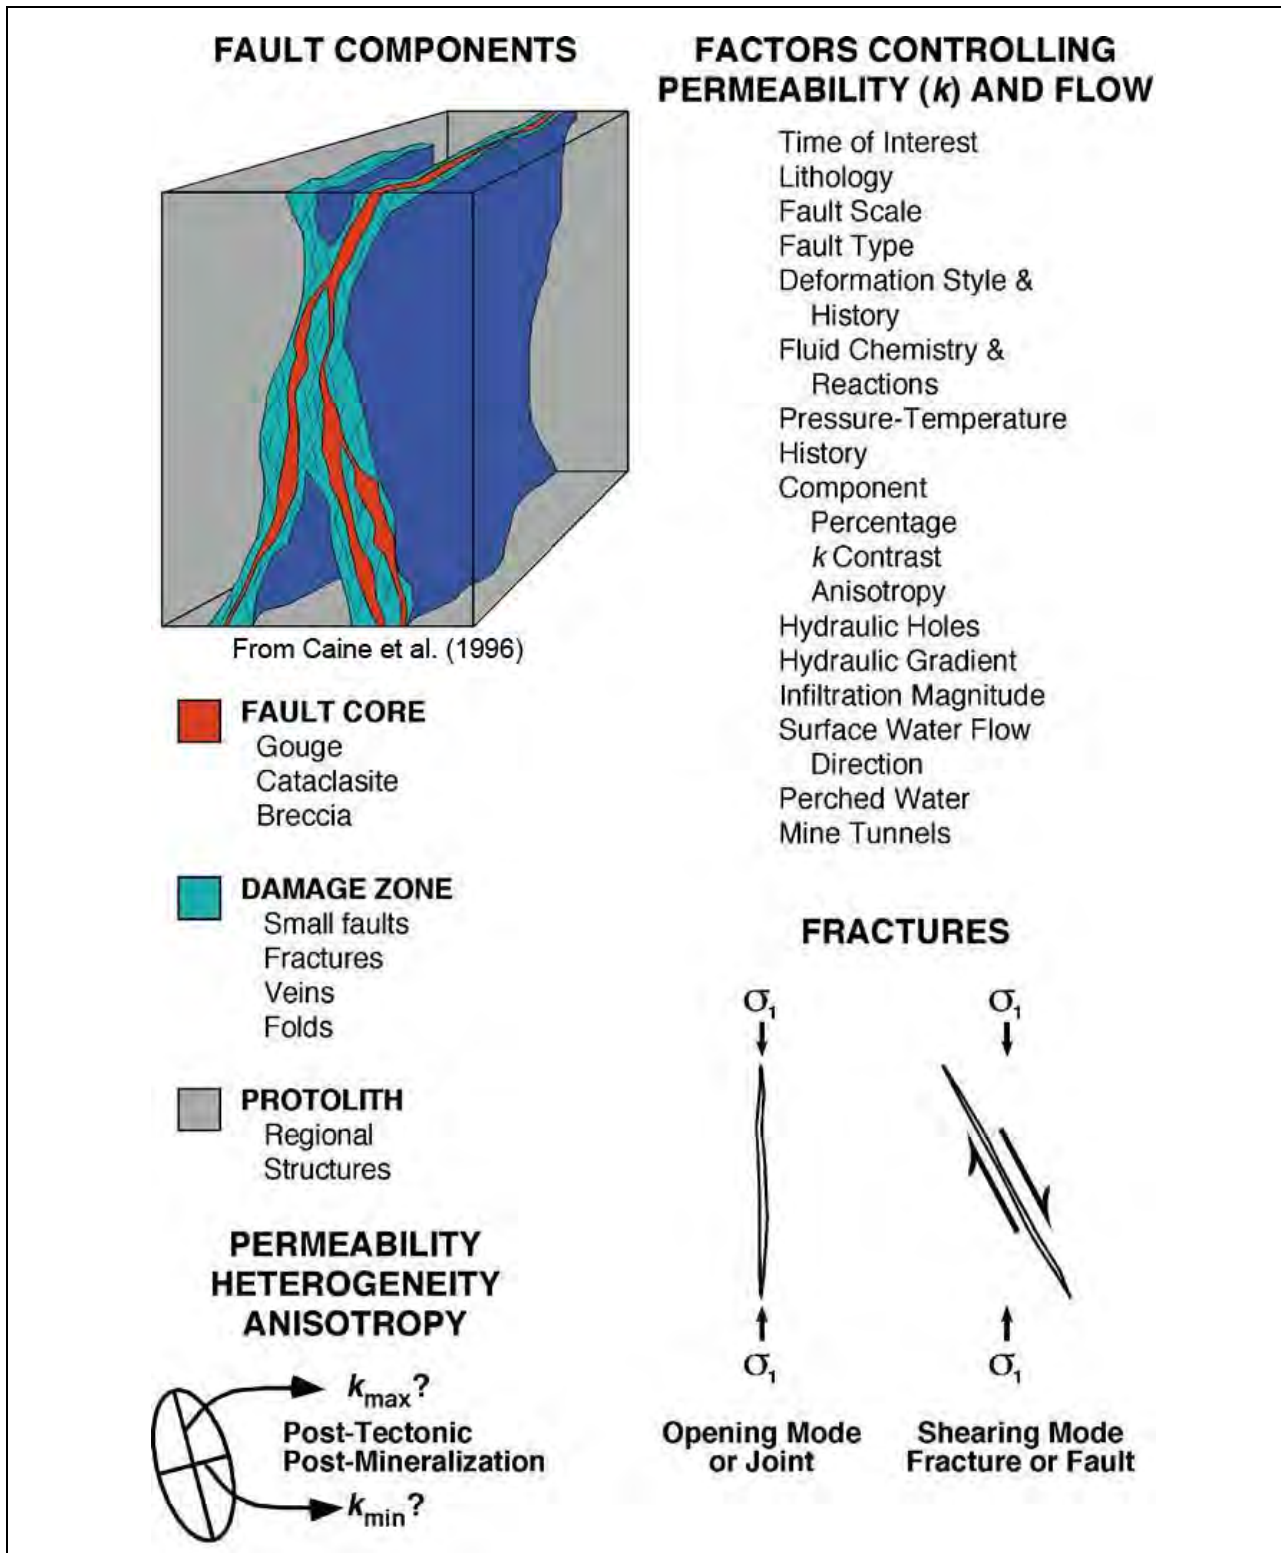 FAULT COMPONENTS
From Caine et al. (1996)
FAULT CORE
Gouge
Cataclasite
Breccia
DAMAGE ZONE
Small faults
Fractures
Veins
Folds
PROTOLITH
Regional
Structures
PERMEABILITY
HETEROGENEITY
ANISOTROPY
kmax?
Post-Tectonic
Post-Mineralization
kmin?
FACTORS CONTROLLING
PERMEABILITY (k) AND FLOW
Time of Interest
Lithology
Fault Scale
Fault Type
Deformation Style &
History
Fluid Chemistry &
Reactions
Pressure-Temperature
History
Component
Percentage
k Contrast
Anisotropy
Hydraulic Holes
Hydraulic Gradient
Infiltration Magnitude
Surface Water Flow
Direction
Perched Water
Mine Tunnels
FRACTURES
σ1 σ1
σ1 σ1
Opening Mode
or Joint
Shearing Mode
Fracture or Fault